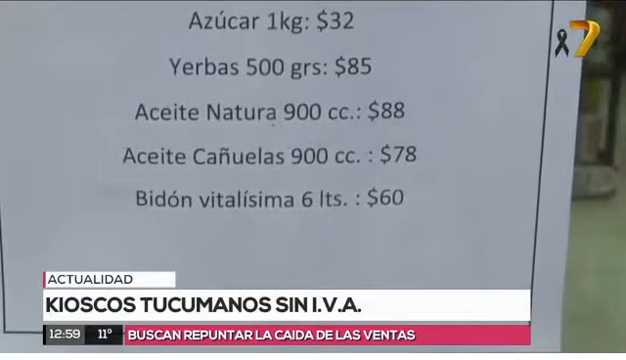 Azúcar 1kg: $32
Yerbas 500 grs: $85
Aceite Natura 900 cc.: $88
Aceite Cañuelas 900 cc. : $78
Bidón vitalísima 6 lts. : $60
7
ACTUALIDAD
KIOSCOS TUCUMANOS SIN I.V.A.
12:59 11° BUSCAN REPUNTAR LA CAIDA DE LAS VENTAS